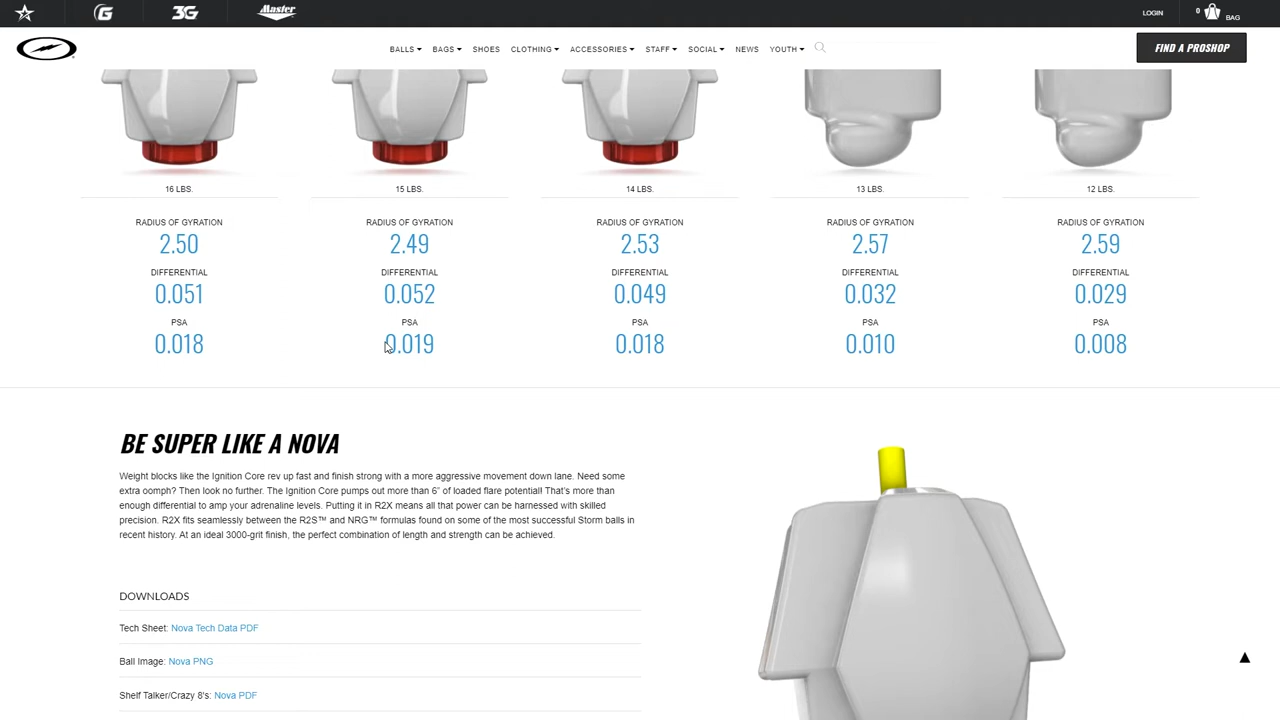 G 3G Master LOGIN 0 BAG
BALLS BAGS SHOES CLOTHING ACCESSORIES STAFF SOCIAL NEWS YOUTH FIND A PROSHOP
16 LBS. 15 LBS. 14 LBS. 13 LBS. 12 LBS.
RADIUS OF GYRATION RADIUS OF GYRATION RADIUS OF GYRATION RADIUS OF GYRATION RADIUS OF GYRATION
2.50 2.49 2.53 2.57 2.59
DIFFERENTIAL DIFFERENTIAL DIFFERENTIAL DIFFERENTIAL DIFFERENTIAL
0.051 0.052 0.049 0.032 0.029
PSA PSA PSA PSA PSA
0.018 0.019 0.018 0.010 0.008
BE SUPER LIKE A NOVA
Weight blocks like the Ignition Core rev up fast and finish strong with a more aggressive movement down lane. Need some
extra oomph? Then look no further. The Ignition Core pumps out more than 6” of loaded flare potential! That’s more than
enough differential to amp your adrenaline levels. Putting it in R2X means all that power can be harnessed with skilled
precision. R2X fits seamlessly between the R2S™ and NRG™ formulas found on some of the most successful Storm balls in
recent history. At an ideal 3000-grit finish, the perfect combination of length and strength can be achieved.
DOWNLOADS
Tech Sheet: Nova Tech Data PDF
Ball Image: Nova PNG
Shelf Talker/Crazy 8's: Nova PDF